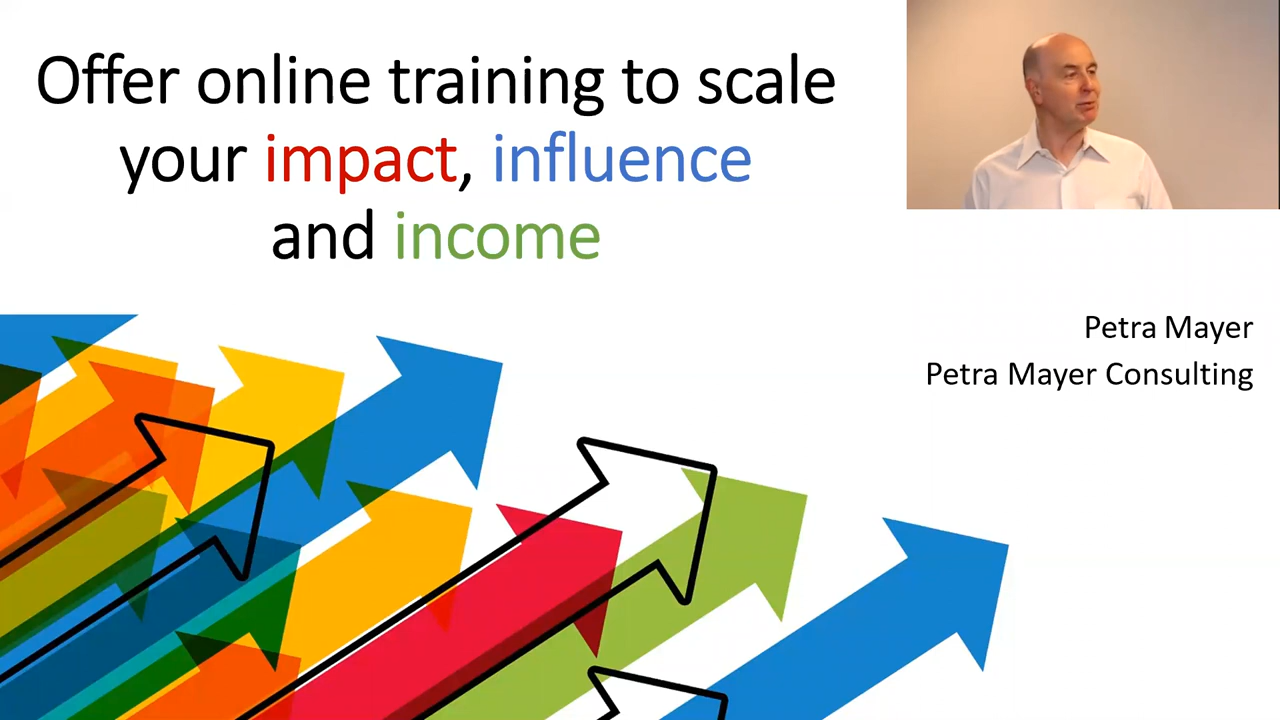 Offer online training to scale
your impact, influence
and income
Petra Mayer
Petra Mayer Consulting